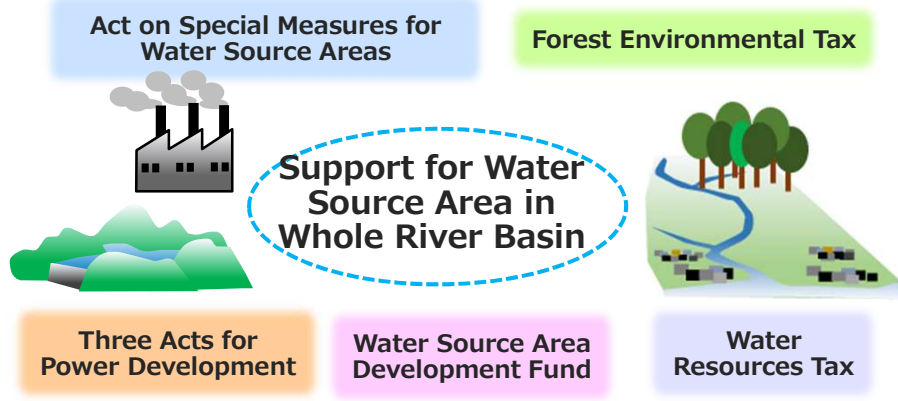 Act on Special Measures for
Water Source Areas
Forest Environmental Tax
Support for Water
Source Area in
Whole River Basin
Three Acts for
Power Development
Water Source Area
Development Fund
Water
Resources Tax